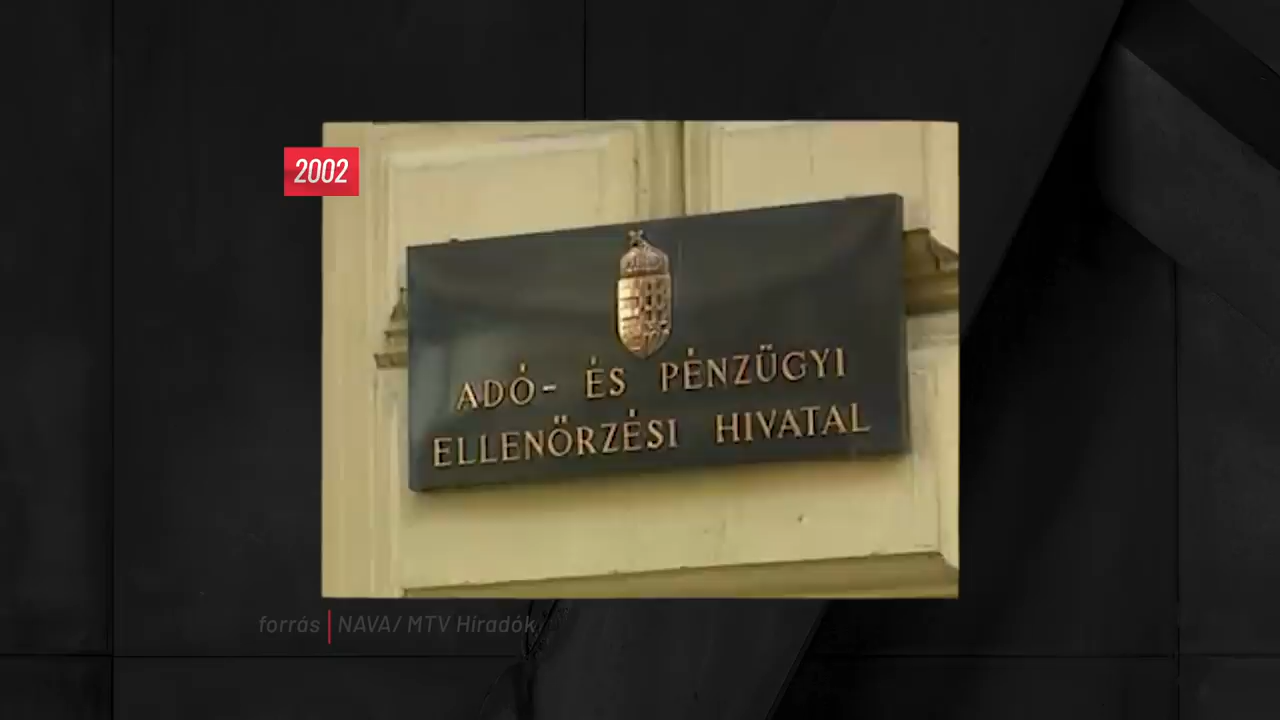 2002
ADÓ- ÉS PÉNZÜGYI
ELLENŐRZÉSI HIVATAL
forrás NAVA/ MTV Híradók